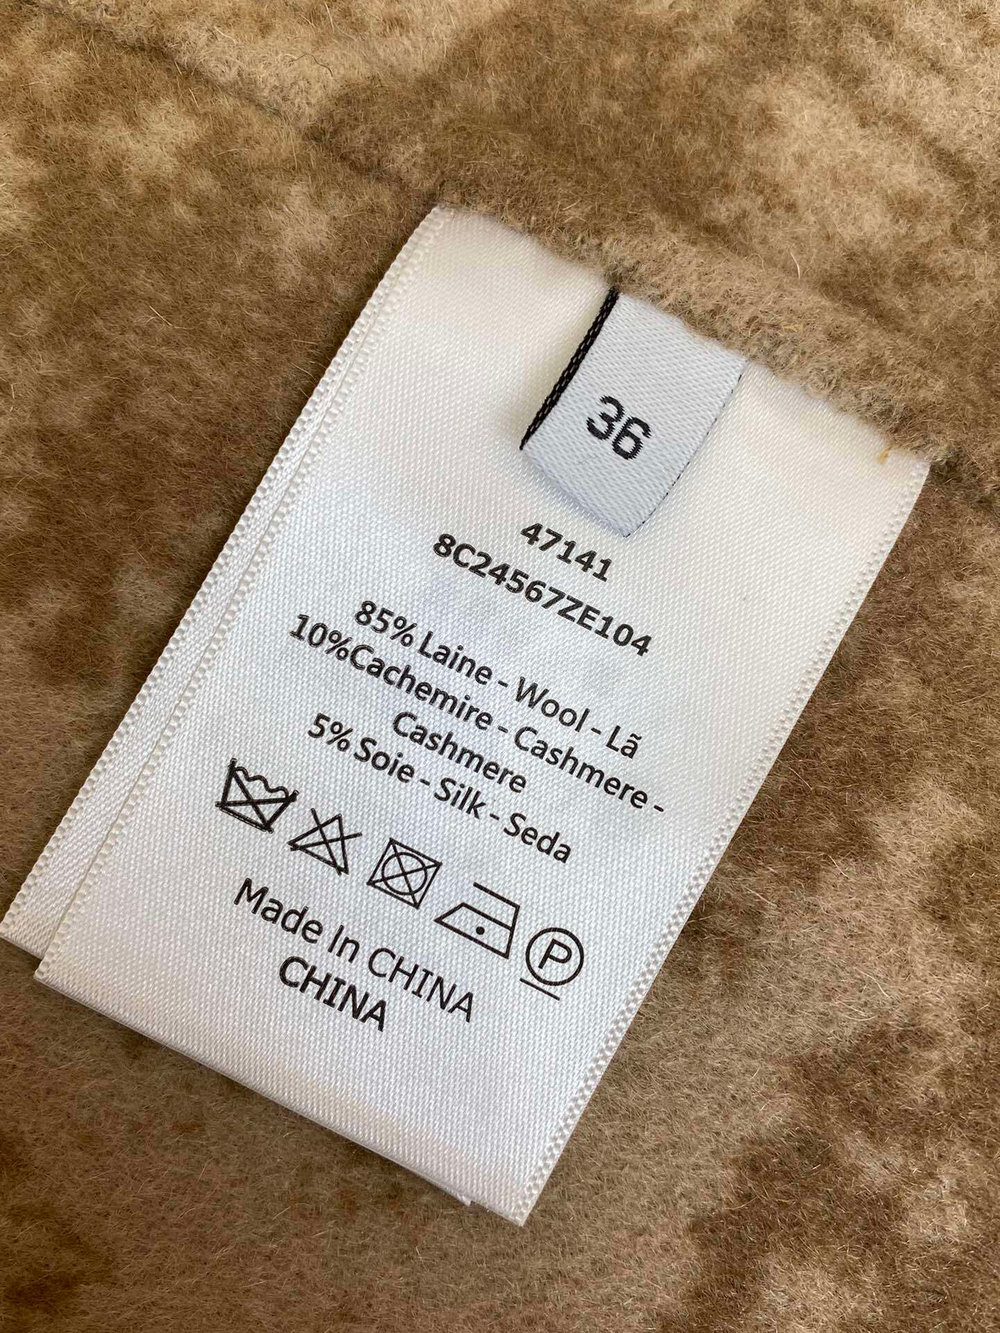 36
47141
8C24567ZE104
85% Laine - Wool - Lã
10%Cachemire - Cashmere -
Cashmere
5% Soie - Silk - Seda
P
Made In CHINA
CHINA